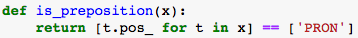 def is_preposition(x):
    return [t.pos_ for t in x] == ['PRON']